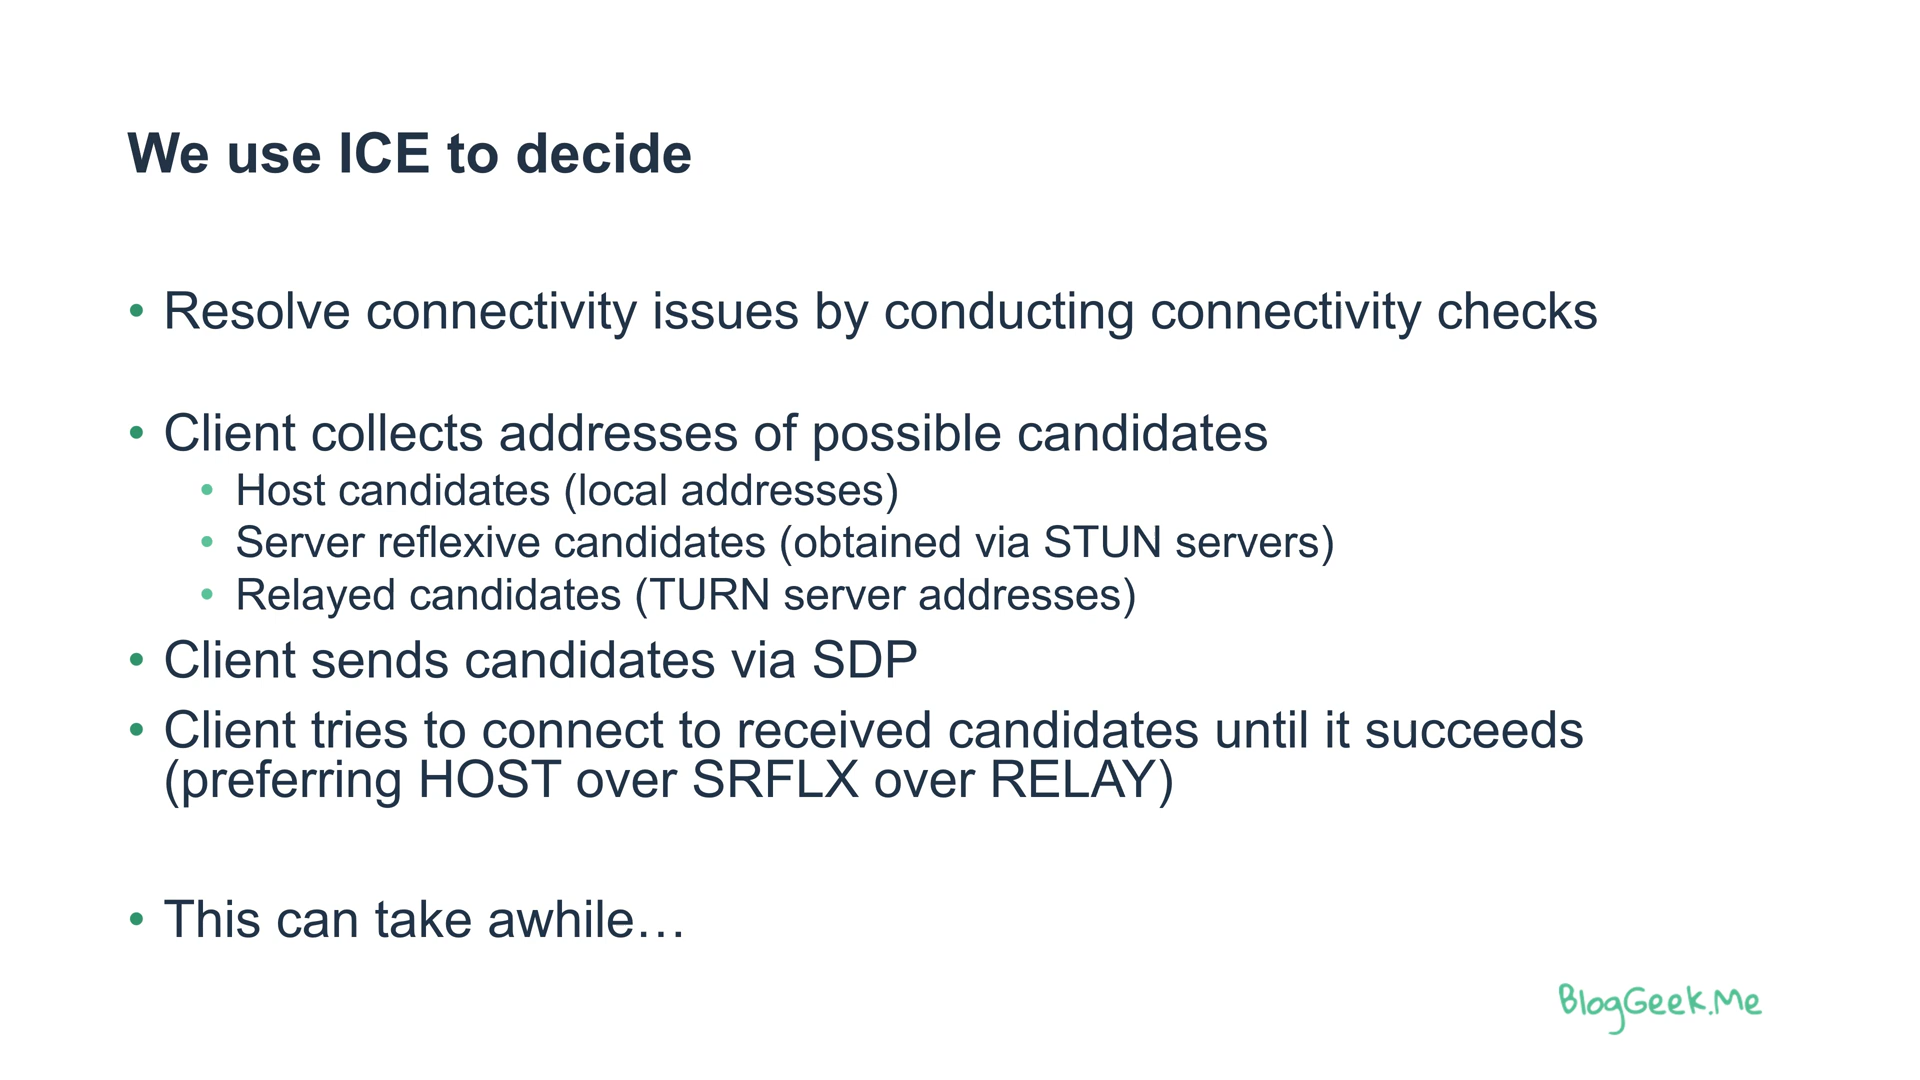 We use ICE to decide
• Resolve connectivity issues by conducting connectivity checks
• Client collects addresses of possible candidates
• Host candidates (local addresses)
• Server reflexive candidates (obtained via STUN servers)
• Relayed candidates (TURN server addresses)
• Client sends candidates via SDP
• Client tries to connect to received candidates until it succeeds
(preferring HOST over SRFLX over RELAY)
• This can take awhile…
BlogGeek.Me